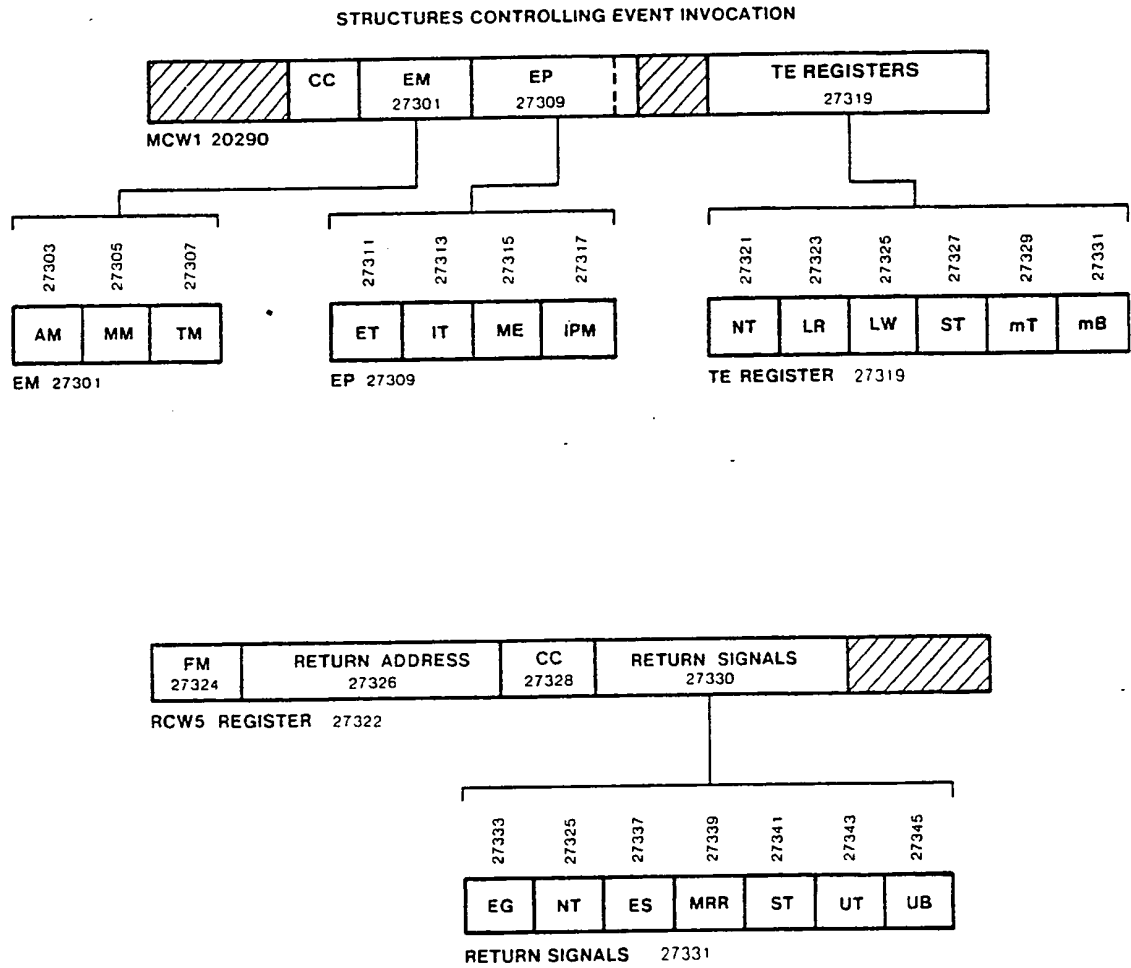 STRUCTURES CONTROLLING EVENT INVOCATION
CC EM EP TE REGISTERS
27301 27309 27319
MCW1 20290
27303 27305 27307 27311 27313 27315 27317 27321 27323 27325 27327 27329 27331
AM MM TM ET IT ME IPM NT LR LW ST mT mB
EM 27301 EP 27309 TE REGISTER 27319
FM RETURN ADDRESS CC RETURN SIGNALS
27324 27326 27328 27330
RCW5 REGISTER 27322
27333 27325 27337 27339 27341 27343 27345
EG NT ES MRR ST UT UB
RETURN SIGNALS 27331